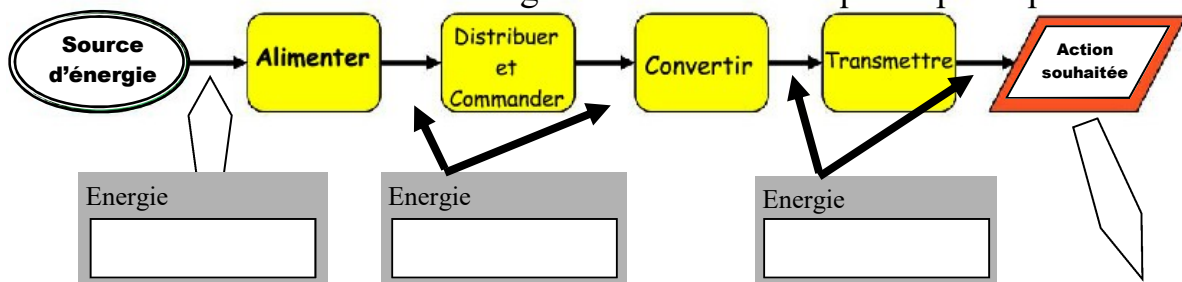 Source
d'énergie
Alimenter
Distribuer
et
Commander
Convertir
Transmettre
Action
souhaitée
Energie
Energie
Energie